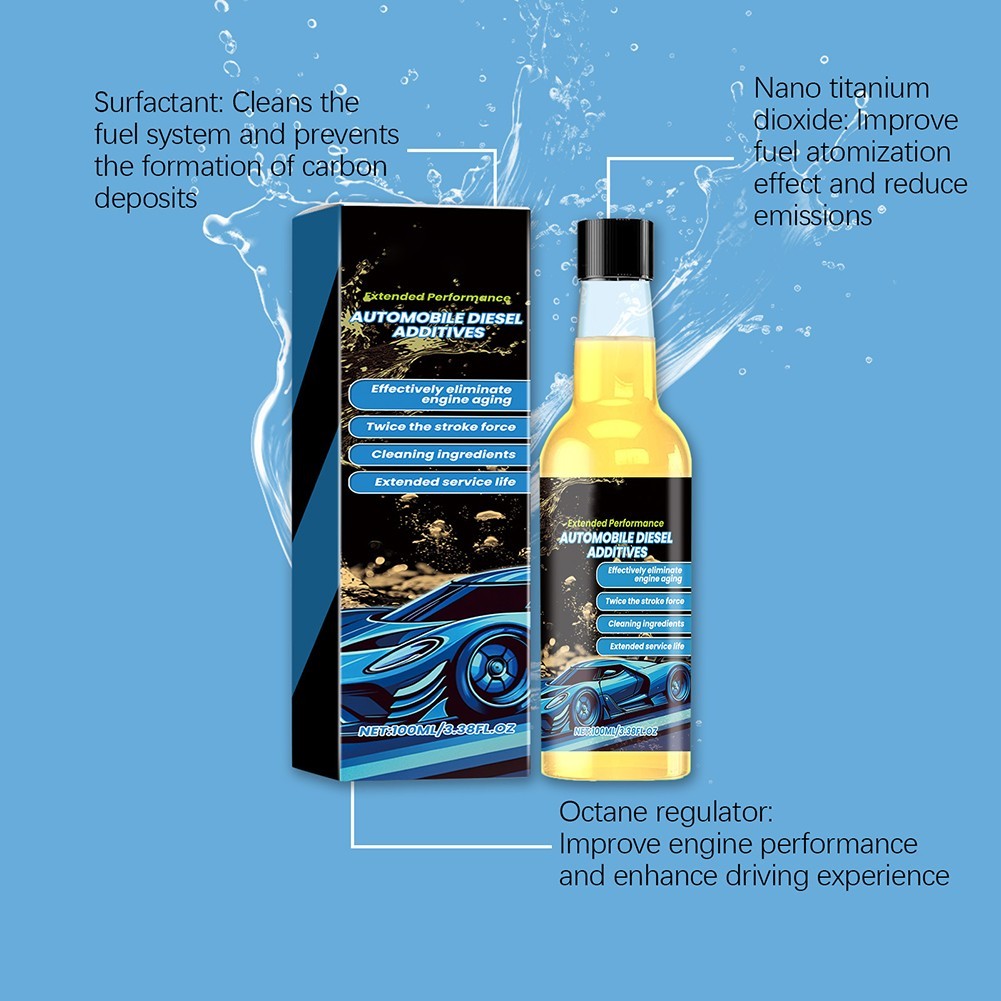 Surfactant: Cleans the
fuel system and prevents
the formation of carbon
deposits
Nano titanium
dioxide: Improve
fuel atomization
effect and reduce
emissions
Extended Performance
AUTOMOBILE DIESEL
ADDITIVES
Effectively eliminate
engine aging
Twice the stroke force
Cleaning ingredients
Extended service life
NET:100ML/3.38FL.OZ
Extended Performance
AUTOMOBILE DIESEL
ADDITIVES
Effectively eliminate
engine aging
Twice the stroke force
Cleaning ingredients
Extended service life
NET:100ML/3.38FL.OZ
Octane regulator:
Improve engine performance
and enhance driving experience